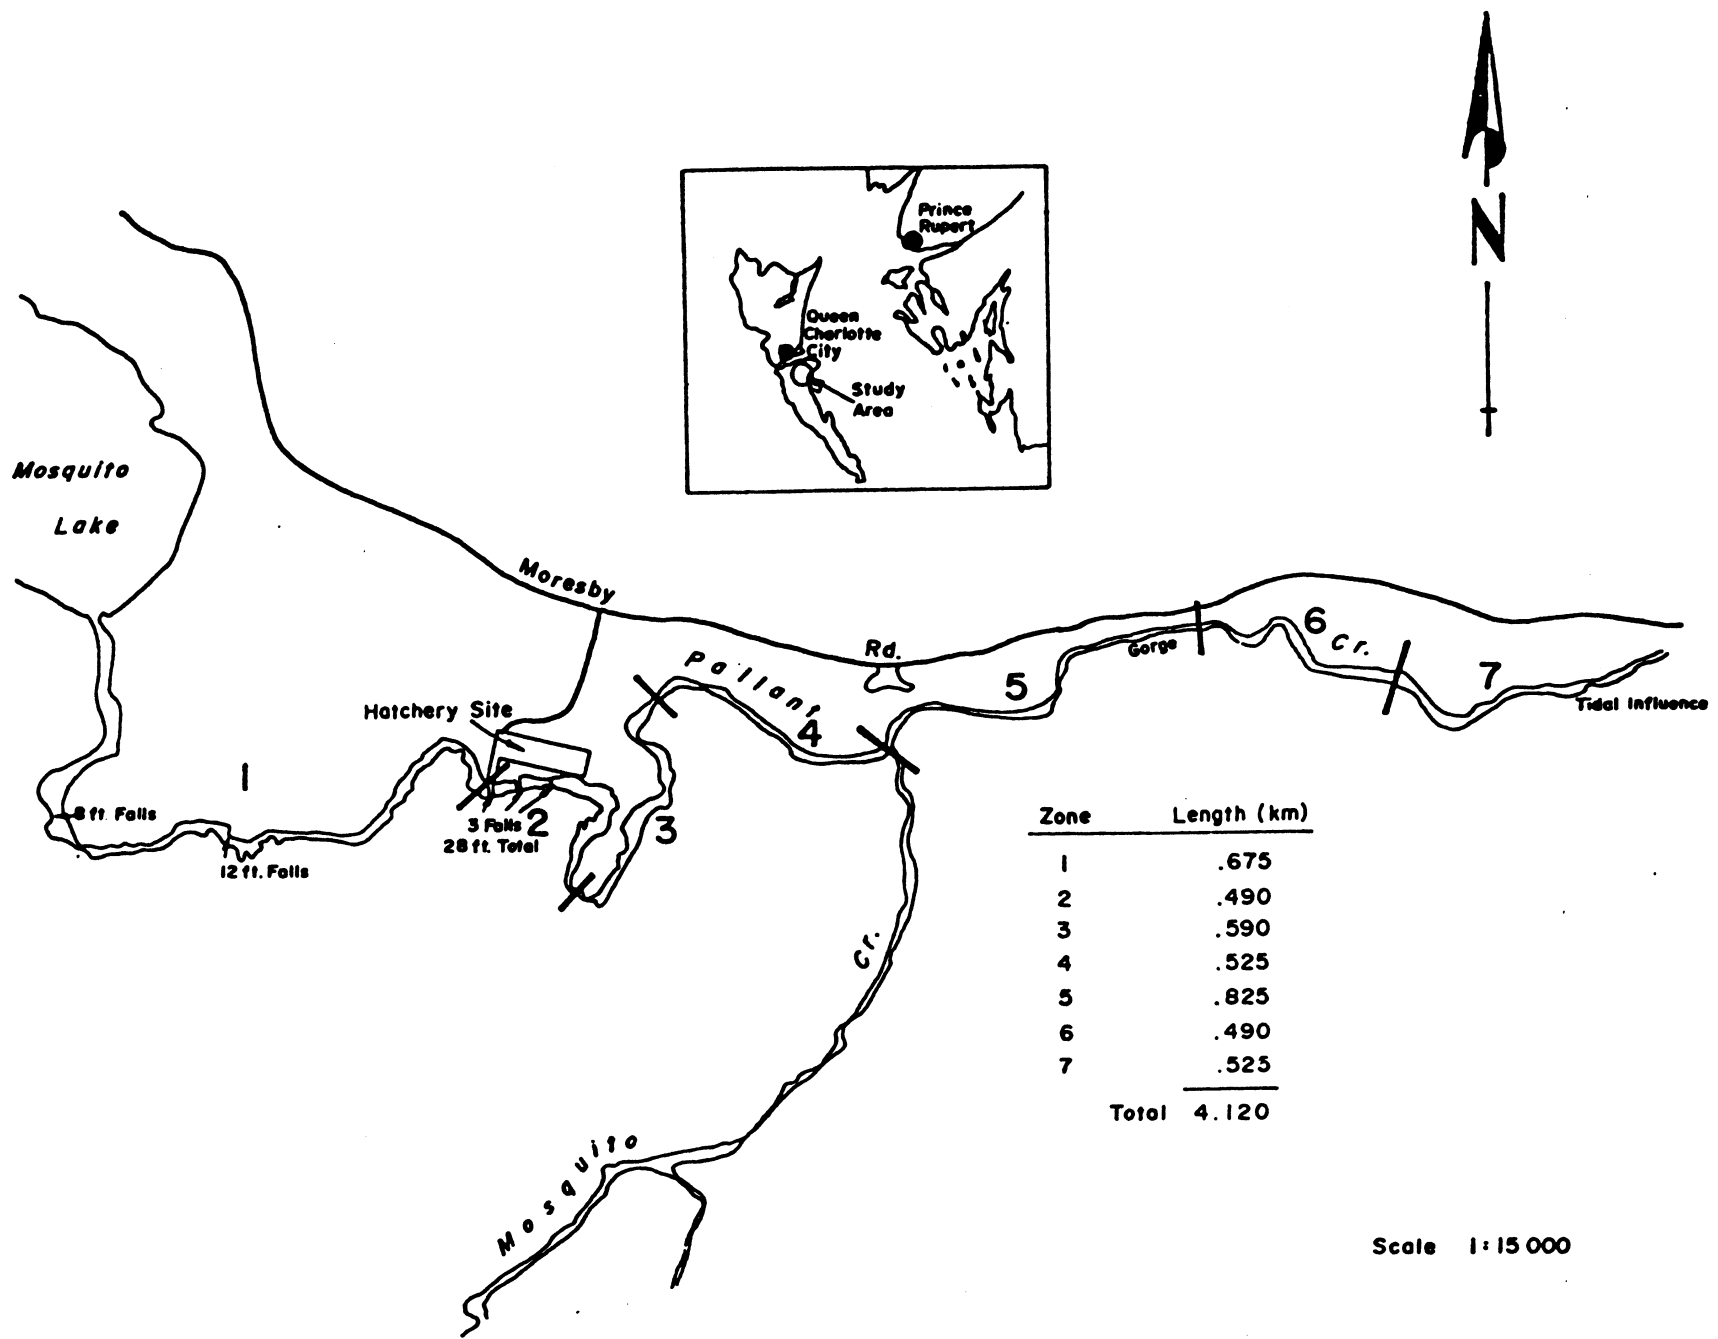 N
Prince
Rupert
Queen
Charlotte
City
Study
Area
Mosquito
Lake
Moresby
Rd.
Pallant
Cr.
Gorge
Tidal Influence
Hatchery Site
1
2
3
4
5
6
7
8 ft. Falls
12 ft. Falls
3 Falls
28 ft. Total
Mosquito
Cr.
Zone Length (km)
1 .675
2 .490
3 .590
4 .525
5 .825
6 .490
7 .525
Total 4.120
Scale 1:15 000